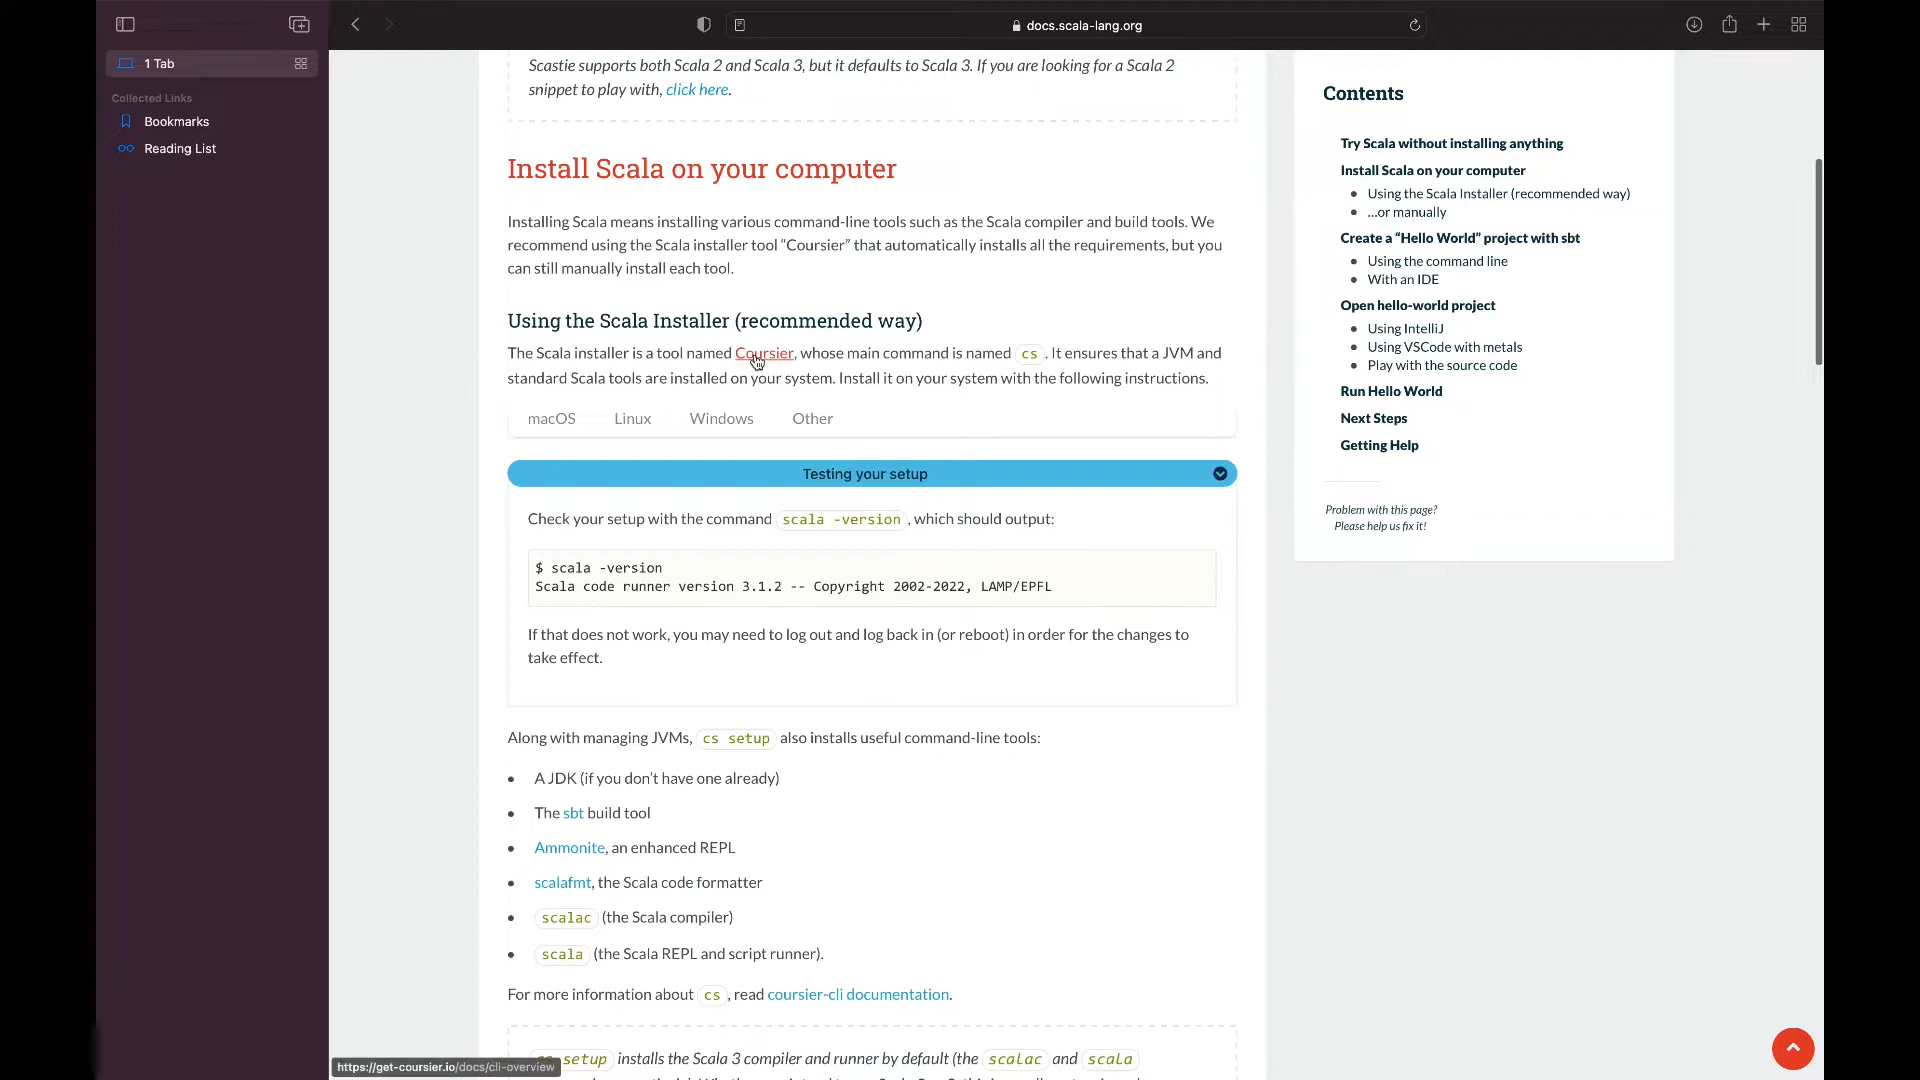 docs.scala-lang.org
1 Tab
Collected Links
Bookmarks
Reading List
Scastie supports both Scala 2 and Scala 3, but it defaults to Scala 3. If you are looking for a Scala 2
snippet to play with, click here.
Install Scala on your computer
Installing Scala means installing various command-line tools such as the Scala compiler and build tools. We
recommend using the Scala installer tool “Coursier” that automatically installs all the requirements, but you
can still manually install each tool.
Using the Scala Installer (recommended way)
The Scala installer is a tool named Coursier, whose main command is named cs. It ensures that a JVM and
standard Scala tools are installed on your system. Install it on your system with the following instructions.
macOS Linux Windows Other
Testing your setup
Check your setup with the command scala -version, which should output:
$ scala -version
Scala code runner version 3.1.2 -- Copyright 2002-2022, LAMP/EPFL
If that does not work, you may need to log out and log back in (or reboot) in order for the changes to
take effect.
Along with managing JVMs, cs setup also installs useful command-line tools:
• A JDK (if you don’t have one already)
• The sbt build tool
• Ammonite, an enhanced REPL
• scalafmt, the Scala code formatter
• scalac (the Scala compiler)
• scala (the Scala REPL and script runner).
For more information about cs, read coursier-cli documentation.
setup installs the Scala 3 compiler and runner by default (the scalac and scala
https://get-coursier.io/docs/cli-overview
Contents
Try Scala without installing anything
Install Scala on your computer
• Using the Scala Installer (recommended way)
• ...or manually
Create a “Hello World” project with sbt
• Using the command line
• With an IDE
Open hello-world project
• Using IntelliJ
• Using VSCode with metals
• Play with the source code
Run Hello World
Next Steps
Getting Help
Problem with this page?
Please help us fix it!